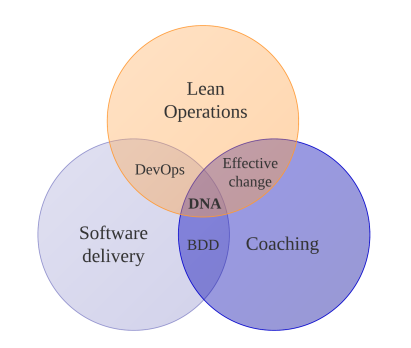 Lean
Operations
DevOps
Effective
change
DNA
Software
delivery
BDD
Coaching